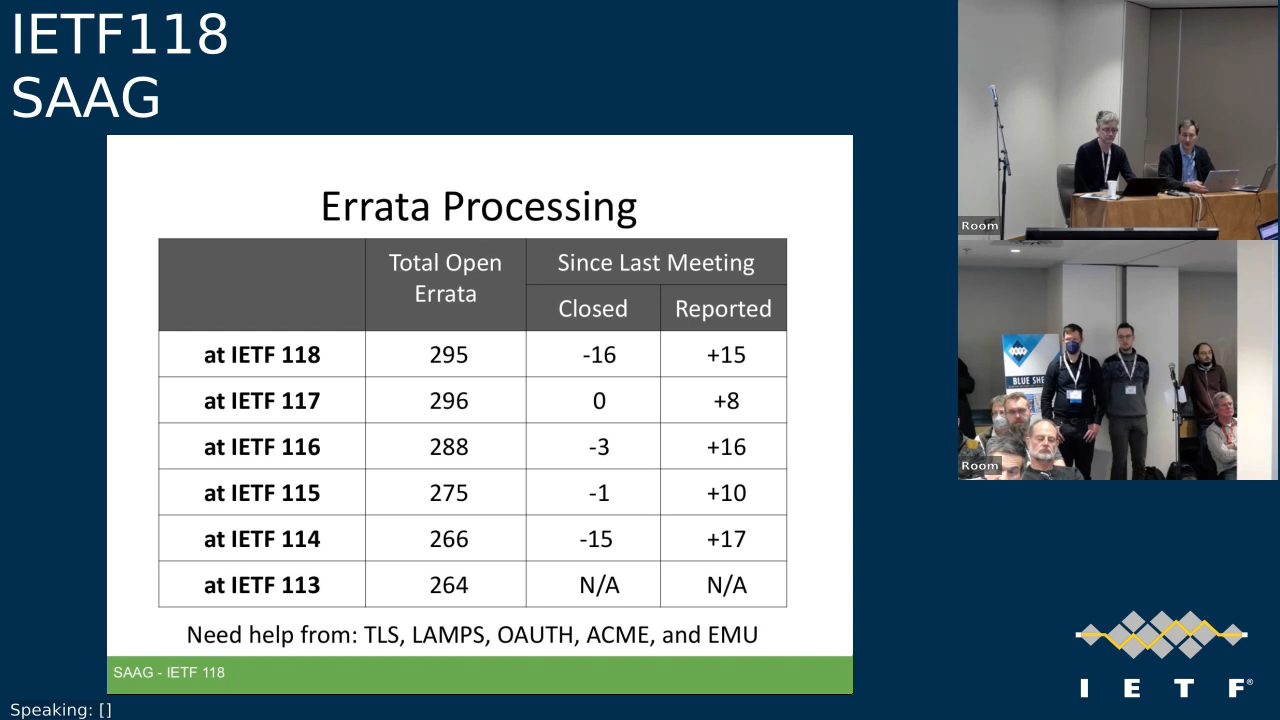 IETF118
SAAG
Errata Processing
Total Open Errata Since Last Meeting
Closed Reported
at IETF 118 295 -16 +15
at IETF 117 296 0 +8
at IETF 116 288 -3 +16
at IETF 115 275 -1 +10
at IETF 114 266 -15 +17
at IETF 113 264 N/A N/A
Need help from: TLS, LAMPS, OAUTH, ACME, and EMU
SAAG - IETF 118
Speaking: []
Room
BLUE SHE
Room
I E T F®